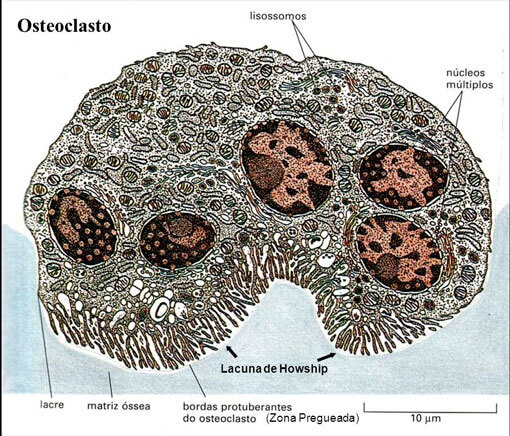 Osteoclasto
lisossomos
núcleos
múltiplos
Lacuna de Howship
lacre
matriz óssea
bordas protuberantes
do osteoclasto (Zona Pregueada)
10 µm